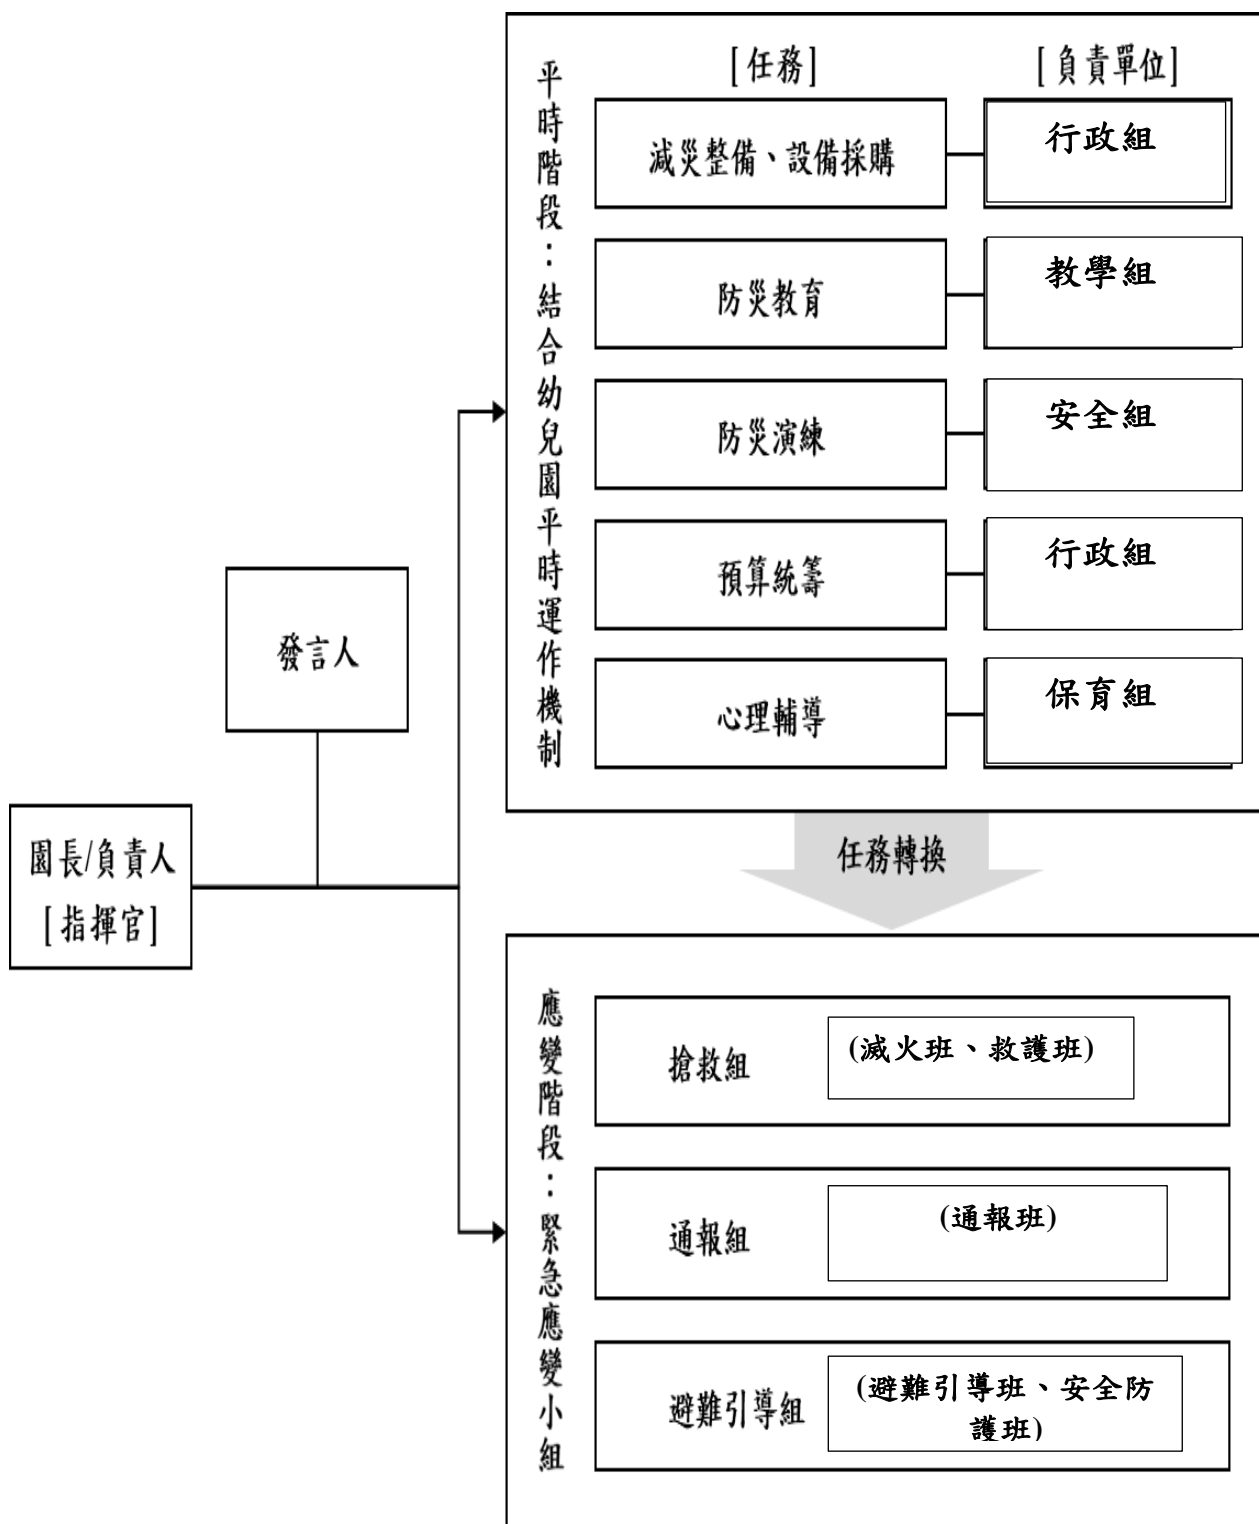 平時階段：結合幼兒園平時運作機制
[任務]
[負責單位]
減災整備、設備採購
行政組
防災教育
教學組
防災演練
安全組
預算統籌
行政組
心理輔導
保育組
發言人
園長/負責人
[指揮官]
任務轉換
應變階段：緊急應變小組
搶救組
(滅火班、救護班)
通報組
(通報班)
避難引導組
(避難引導班、安全防
護班)